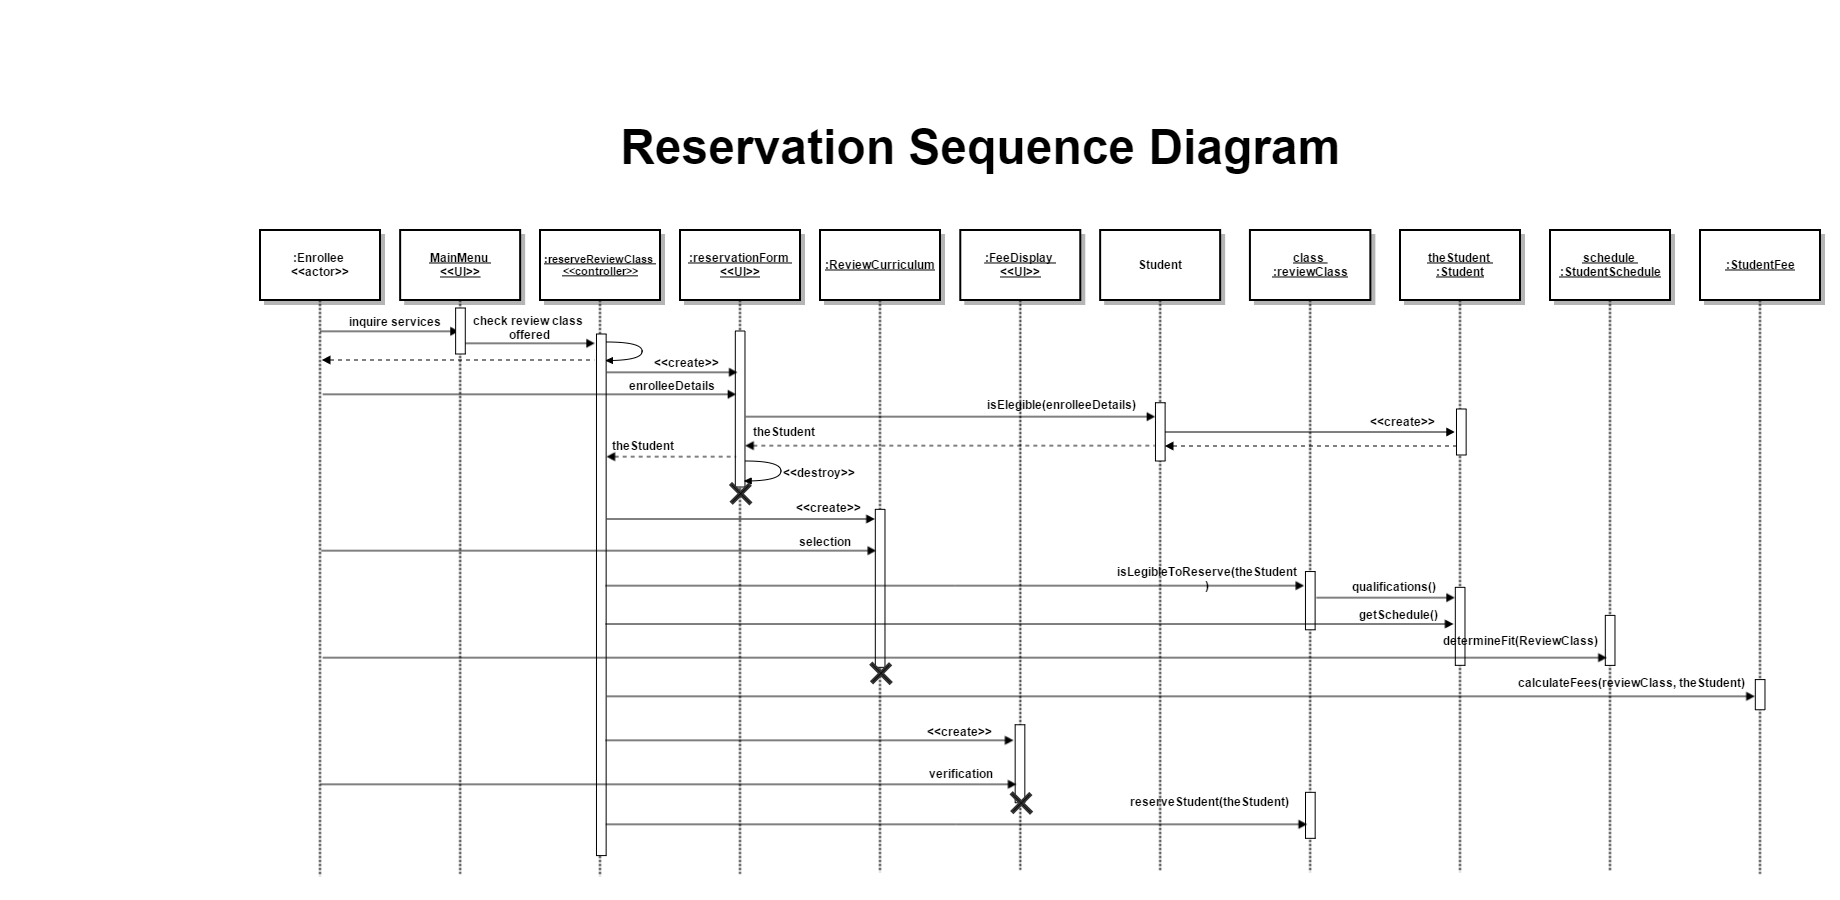 Reservation Sequence Diagram
:Enrollee
<<actor>>
MainMenu
<<UI>>
:reserveReviewClass
<<controller>>
:reservationForm
<<UI>>
:ReviewCurriculum
:FeeDisplay
<<UI>>
Student
class
:reviewClass
theStudent
:Student
schedule
:StudentSchedule
:StudentFee
inquire services
check review class
offered
<<create>>
enrolleeDetails
isElegible(enrolleeDetails)
<<create>>
theStudent
theStudent
<<destroy>>
<<create>>
selection
isLegibleToReserve(theStudent
)
qualifications()
getSchedule()
determineFit(ReviewClass)
calculateFees(reviewClass, theStudent)
<<create>>
verification
reserveStudent(theStudent)